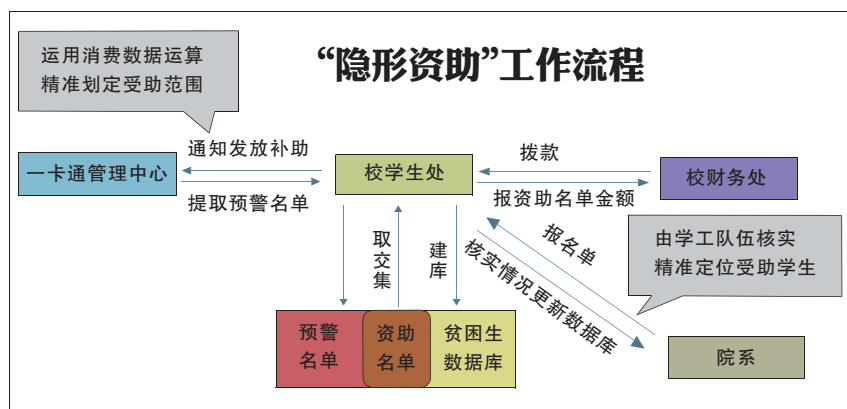 “隐形资助”工作流程
运用消费数据运算
精准划定受助范围
通知发放补助
一卡通管理中心
提取预警名单
校学生处
拨款
报资助名单金额
校财务处
取交集
建库
报名单
核实情况更新数据库
由学工队伍核实
精准定位受助学生
预警
名单
资助
名单
贫困生
数据库
院系